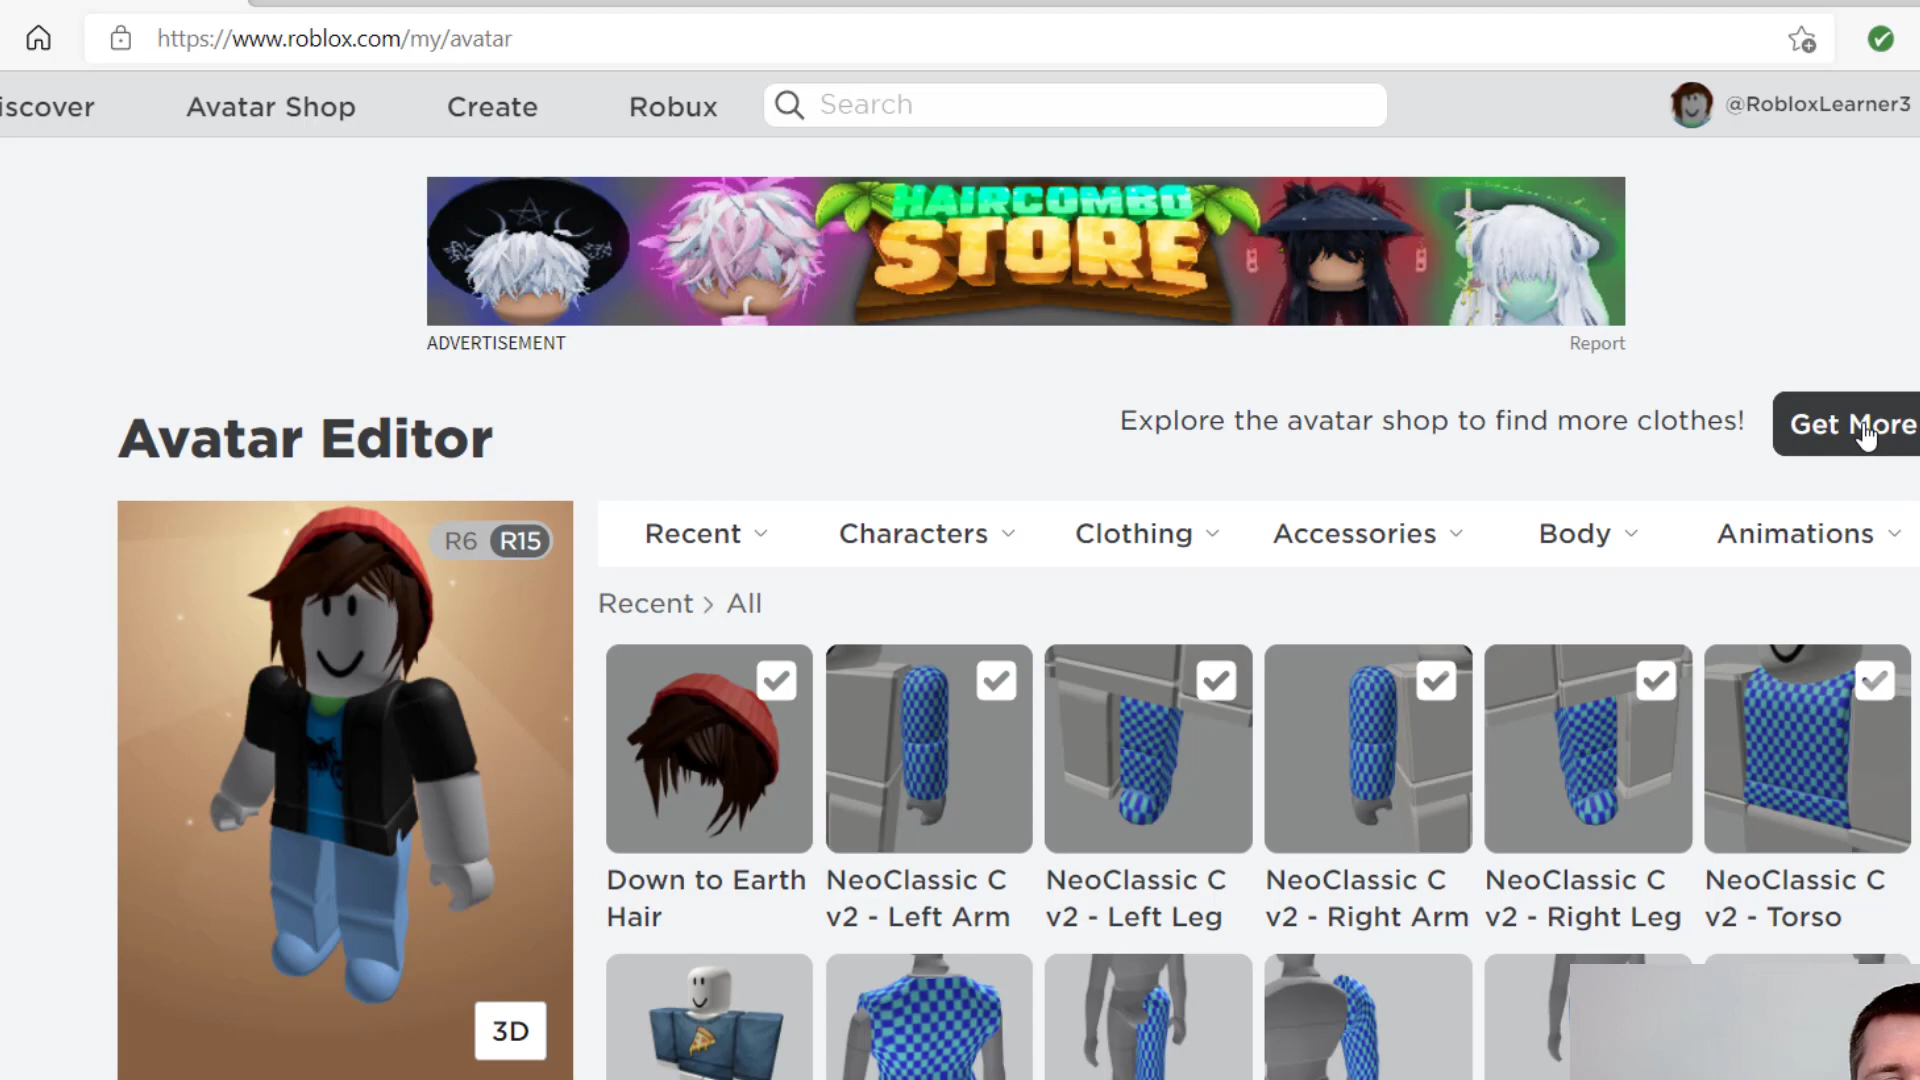 https://www.roblox.com/my/avatar
iscover Avatar Shop Create Robux Search @RobloxLearner3
HAIRCOMBO
STORE
ADVERTISEMENT Report
Explore the avatar shop to find more clothes! Get More
Avatar Editor
R6 R15
Recent Characters Clothing Accessories Body Animations
Recent > All
Down to Earth
Hair
NeoClassic C
v2 - Left Arm
NeoClassic C
v2 - Left Leg
NeoClassic C
v2 - Right Arm
NeoClassic C
v2 - Right Leg
NeoClassic C
v2 - Torso
3D